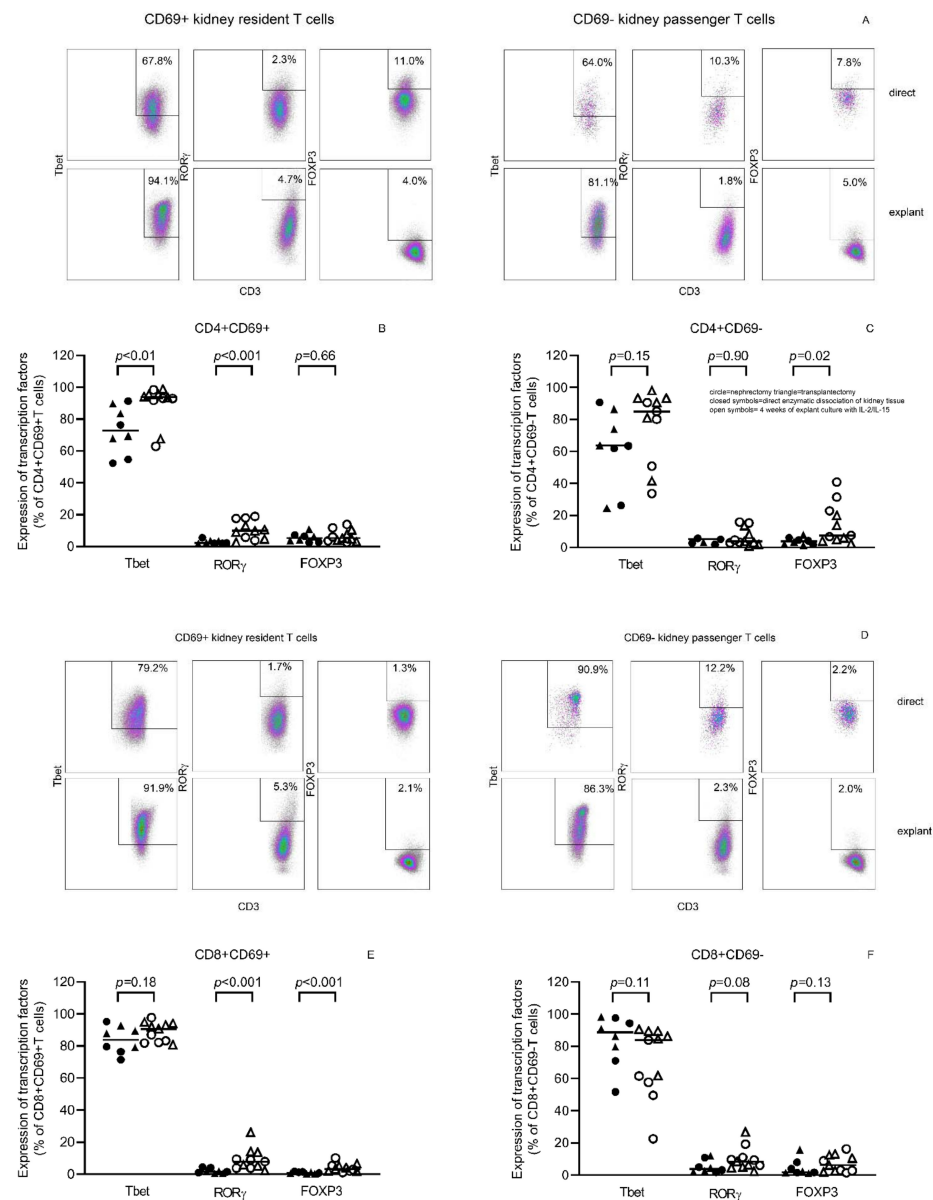 CD69+ kidney resident T cells
CD69- kidney passenger T cells
A
67.8%
2.3%
11.0%
64.0%
10.3%
7.8%
direct
Tbet
RORγ
FOXP3
Tbet
RORγ
FOXP3
94.1%
4.7%
4.0%
81.1%
1.8%
5.0%
explant
CD3
CD3
CD4+CD69+
B
Expression of transcription factors
(% of CD4+CD69+T cells)
120
100
80
60
40
20
0
p<0.01
p<0.001
p=0.66
Tbet
RORγ
FOXP3
CD4+CD69-
C
Expression of transcription factors
(% of CD4+CD69-T cells)
120
100
80
60
40
20
0
p=0.15
p=0.90
p=0.02
circle=nephrectomy triangle=transplantectomy
closed symbols=direct enzymatic dissociation of kidney tissue
open symbols= 4 weeks of explant culture with IL-2/IL-15
Tbet
RORγ
FOXP3
CD69+ kidney resident T cells
CD69- kidney passenger T cells
D
79.2%
1.7%
1.3%
90.9%
12.2%
2.2%
direct
Tbet
RORγ
FOXP3
Tbet
RORγ
FOXP3
91.9%
5.3%
2.1%
86.3%
2.3%
2.0%
explant
CD3
CD3
CD8+CD69+
E
Expression of transcription factors
(% of CD8+CD69+T cells)
120
100
80
60
40
20
0
p=0.18
p<0.001
p<0.001
Tbet
RORγ
FOXP3
CD8+CD69-
F
Expression of transcription factors
(% of CD8+CD69-T cells)
120
100
80
60
40
20
0
p=0.11
p=0.08
p=0.13
Tbet
RORγ
FOXP3